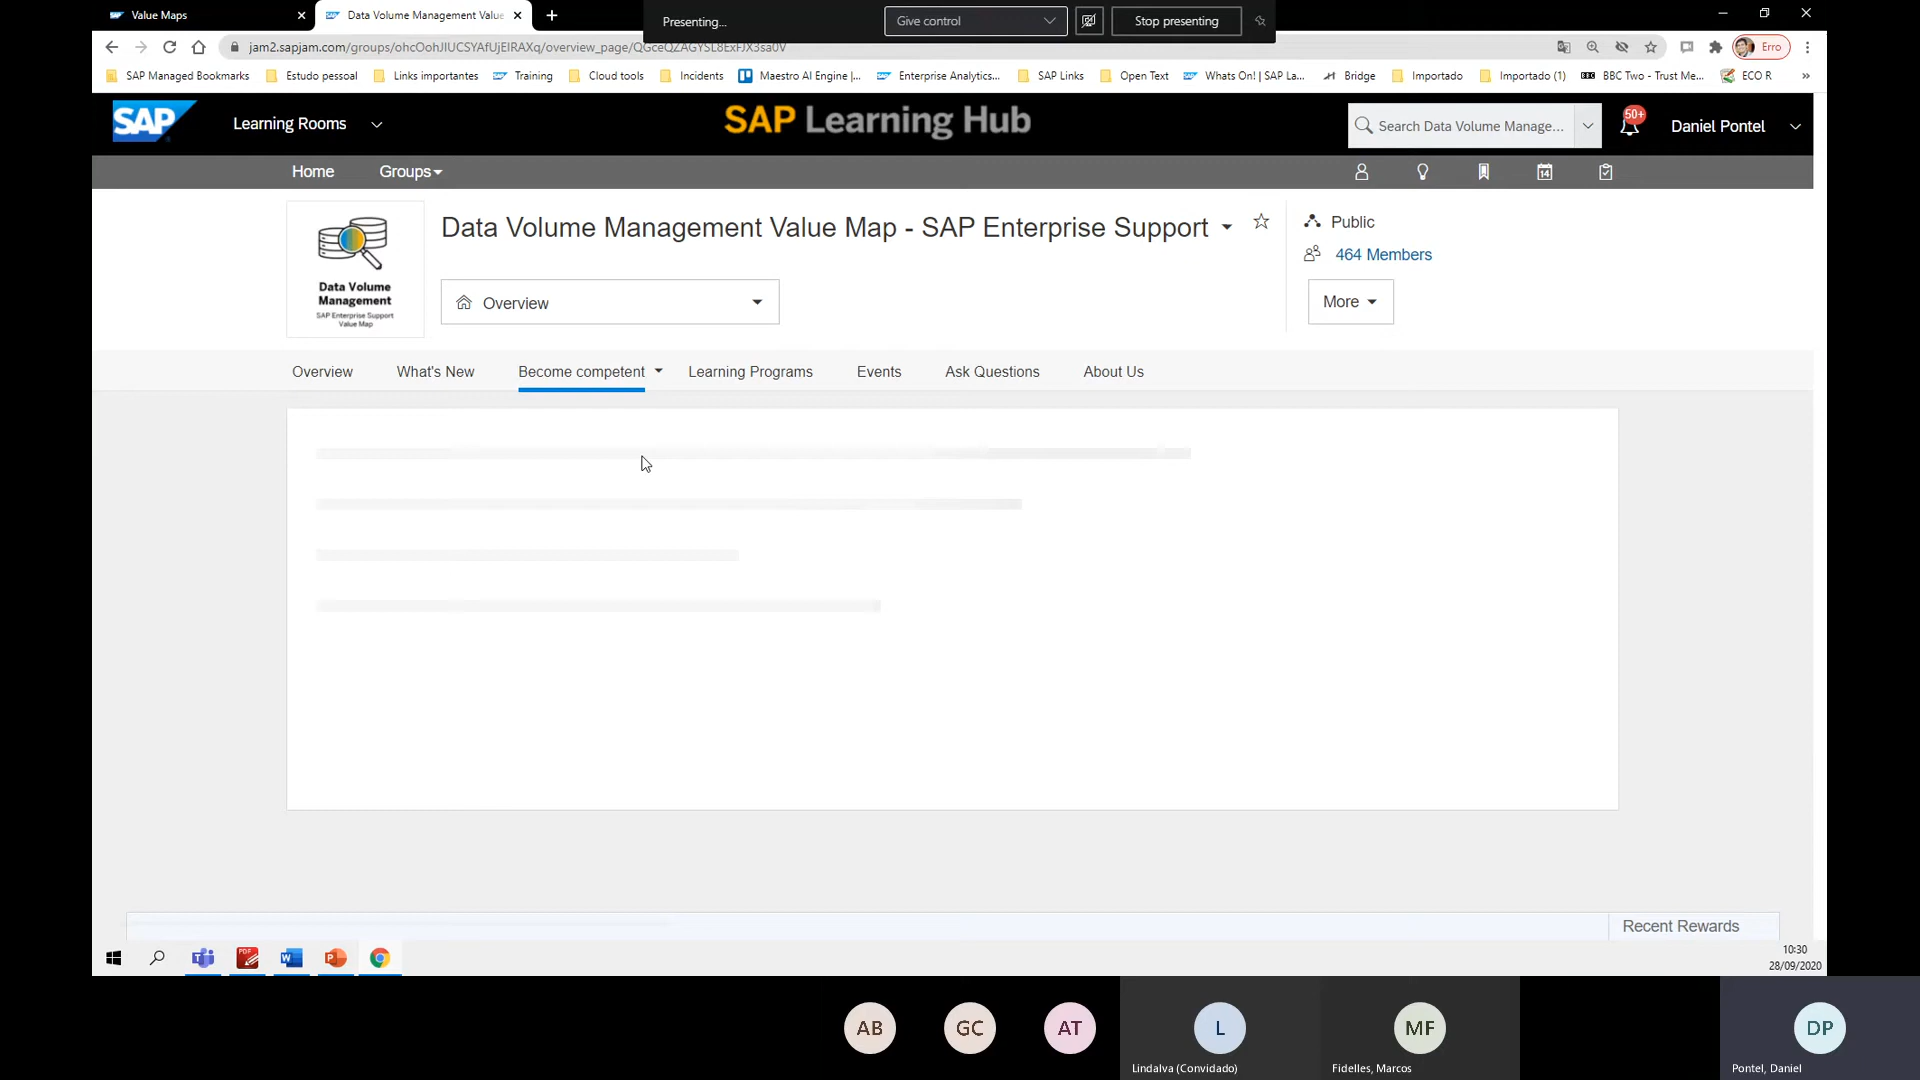 Value Maps
Data Volume Management Value
Presenting...
Give control
Stop presenting
jam2.sapjam.com/groups/ohcOohJIUCSYAfUjEIRAXq/overview_page/QGceQZAGYSL8ExFJX3sa0V
Erro
SAP Managed Bookmarks
Estudo pessoal
Links importantes
Training
Cloud tools
Incidents
Maestro AI Engine |...
Enterprise Analytics...
SAP Links
Open Text
Whats On! | SAP La...
Bridge
Importado
Importado (1)
BBC Two - Trust Me...
ECO R
»
SAP
Learning Rooms
SAP Learning Hub
Search Data Volume Manage...
50+
Daniel Pontel
Home
Groups
14
Data Volume
Management
SAP Enterprise Support
Value Map
Data Volume Management Value Map - SAP Enterprise Support
Public
464 Members
Overview
More
Overview
What's New
Become competent
Learning Programs
Events
Ask Questions
About Us
Recent Rewards
10:30
28/09/2020
AB
GC
AT
L
MF
DP
Lindalva (Convidado)
Fidelles, Marcos
Pontel, Daniel